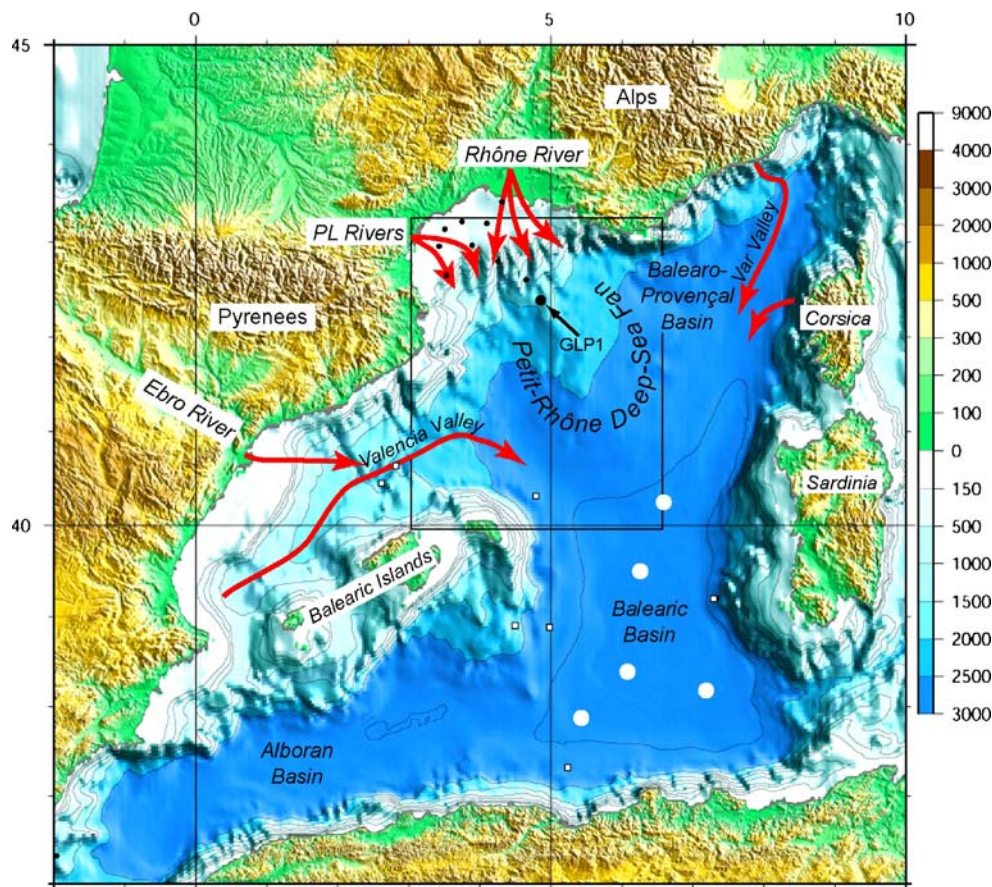 0 5 10
45
Alps
9000
4000
3000
2000
1000
500
300
200
100
0
150
500
1000
1500
2000
2500
3000
Rhône River
PL Rivers
Var Valley
Balearo-
Provençal
Basin
Pyrenees
Corsica
GLP1
Petit-Rhône Deep-Sea Fan
Ebro River
Valencia Valley
Sardinia
40
Balearic Islands
Balearic
Basin
Alboran
Basin